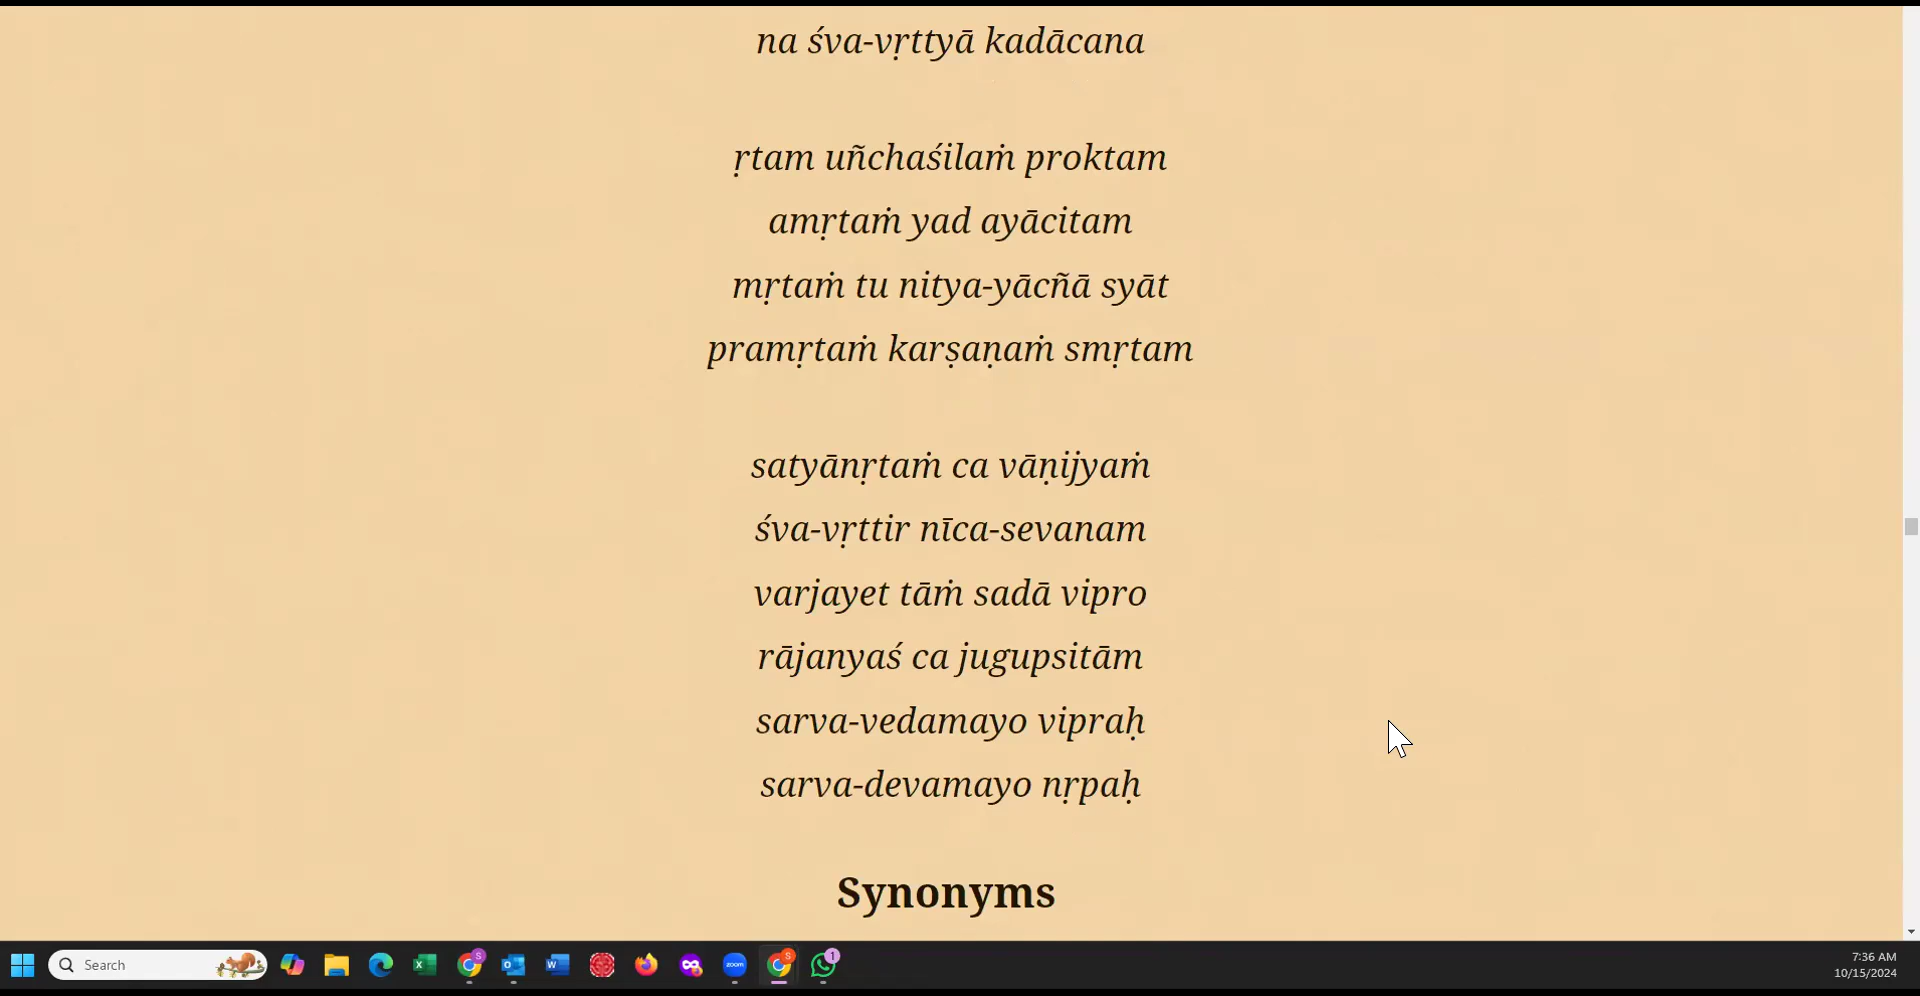 na śva-vṛttyā kadācana
ṛtam uñchaśilaṁ proktam
amṛtaṁ yad ayācitam
mṛtaṁ tu nitya-yācñā syāt
pramṛtaṁ karṣaṇaṁ smṛtam
satyānṛtaṁ ca vāṇijyaṁ
śva-vṛttir nīca-sevanam
varjayet tāṁ sadā vipro
rājanyaś ca jugupsitām
sarva-vedamayo vipraḥ
sarva-devamayo nṛpaḥ
Synonyms
Search
zoom
S
S
1
7:36 AM
10/15/2024